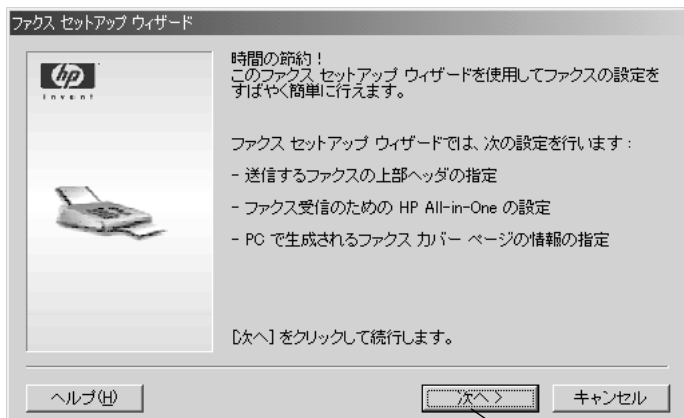 ファクス セットアップ ウィザード
hp
invent
時間の節約!
このファクス セットアップ ウィザードを使用してファクスの設定を
すばやく簡単に行えます。
ファクス セットアップ ウィザードでは、次の設定を行います:
- 送信するファクスの上部ヘッダの指定
- ファクス受信のための HP All-in-One の設定
- PC で生成されるファクス カバー ページの情報の指定
[次へ] をクリックして続行します。
ヘルプ(H)
次へ >
キャンセル